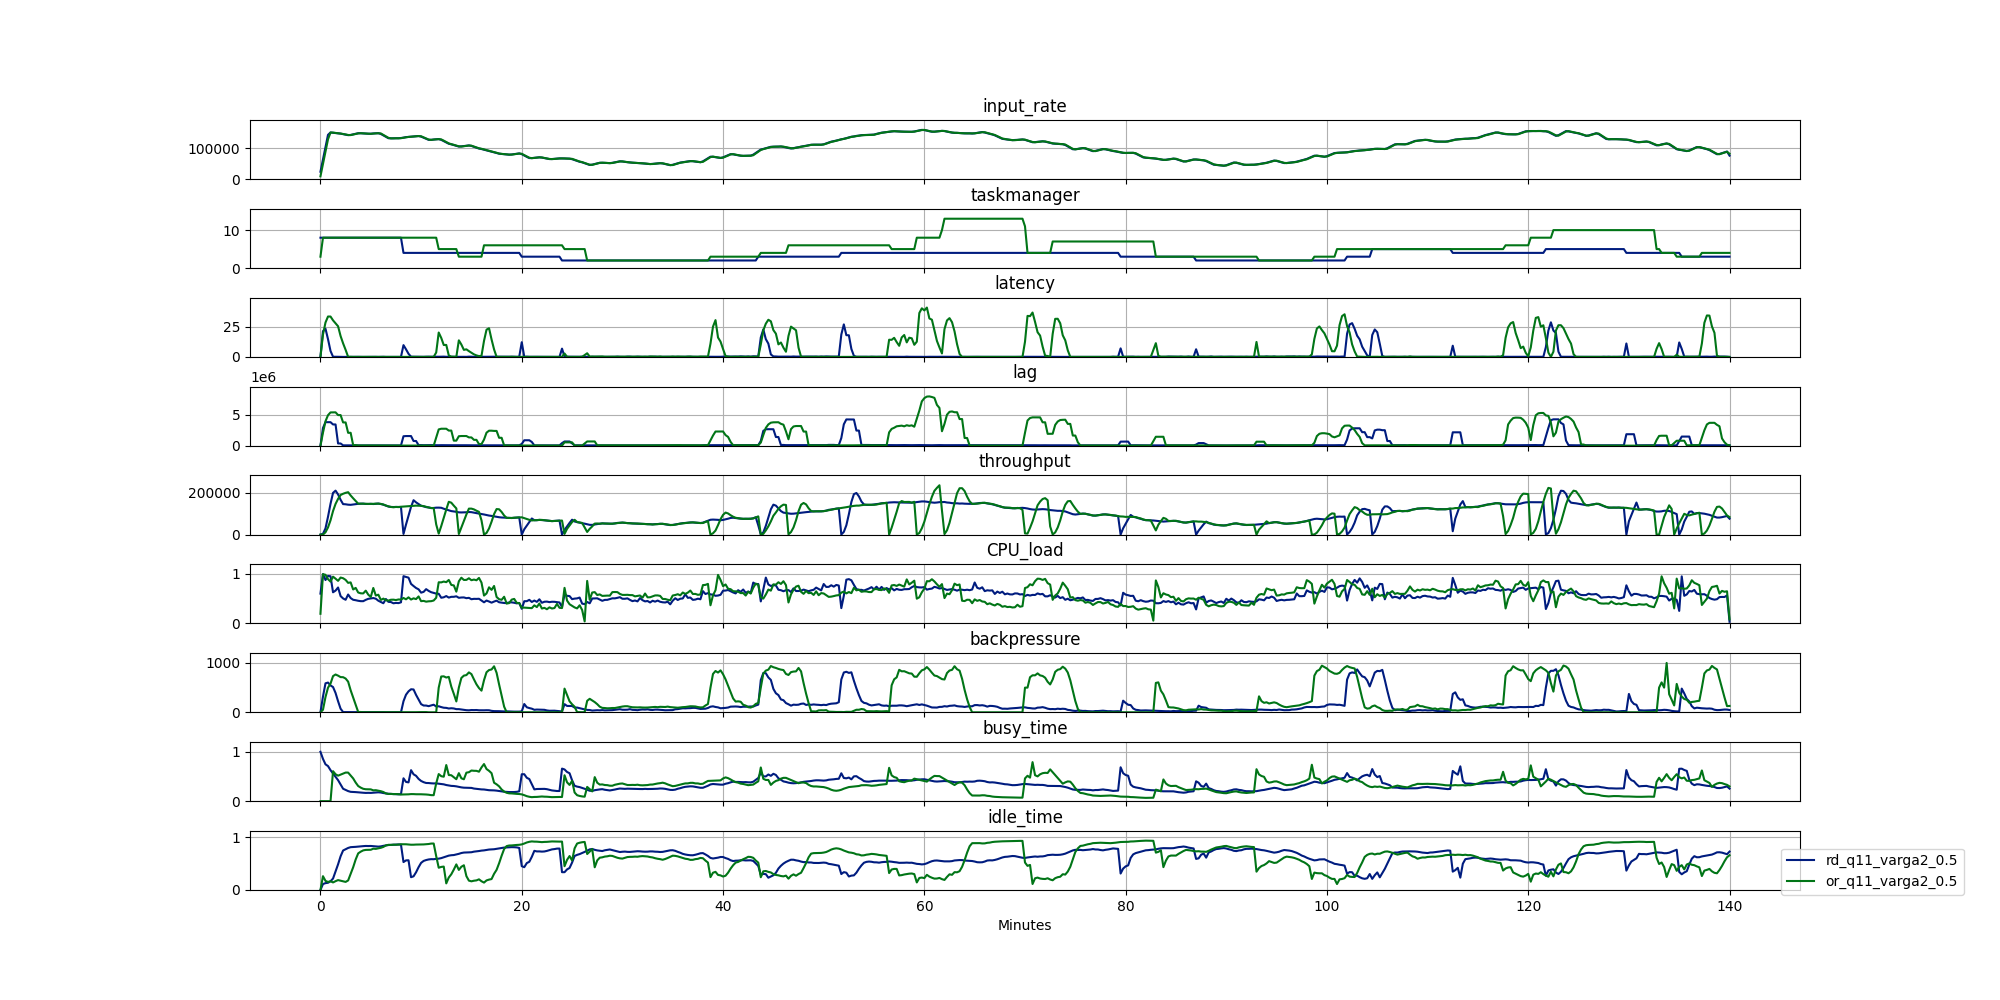 input_rate
100000
0
taskmanager
10
0
latency
25
0
1e6
lag
5
0
throughput
200000
0
CPU_load
1
0
backpressure
1000
0
busy_time
1
0
idle_time
1
0
rd_q11_varga2_0.5
or_q11_varga2_0.5
0 20 40 60 80 100 120 140
Minutes